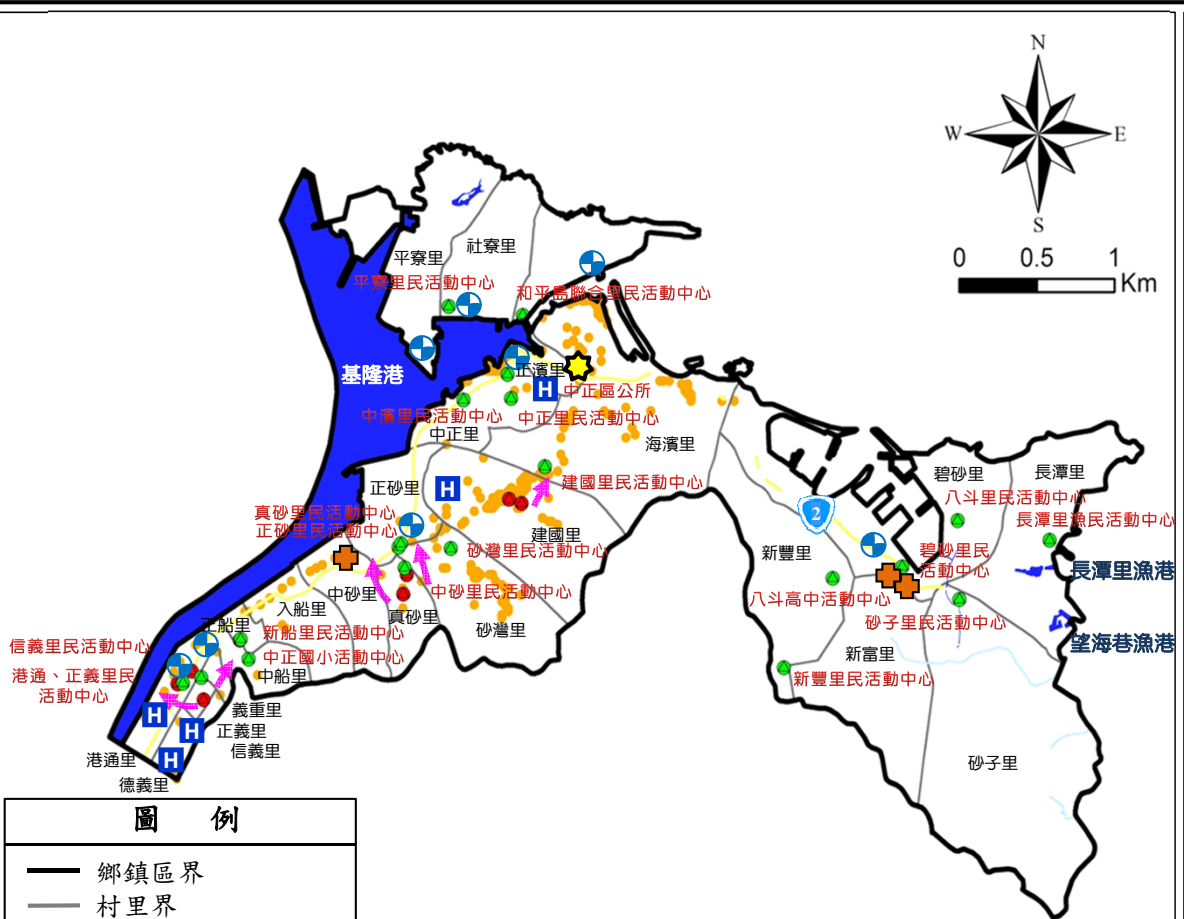 N
W
E
S
0 0.5 1
Km
社寮里
平寮里
平寮里民活動中心
和平島聯合里民活動中心
基隆港
正濱里
H
中正區公所
中濱里民活動中心
中正里民活動中心
中正里
海濱里
碧砂里
長潭里
正砂里
H
建國里民活動中心
八斗里民活動中心
真砂里民活動中心
2
長潭里漁民活動中心
正砂里民活動中心
建國里
砂灣里民活動中心
新豐里
碧砂里民
活動中心
長潭里漁港
中砂里
中砂里民活動中心
八斗高中活動中心
入船里
真砂里
砂子里民活動中心
正船里
新船里民活動中心
砂灣里
望海巷漁港
信義里民活動中心
中正國小活動中心
新富里
港通、正義里民
活動中心
中船里
新豐里民活動中心
義重里
H
正義里
H
信義里
港通里
H
砂子里
德義里
圖 例
鄉鎮區界
村里界